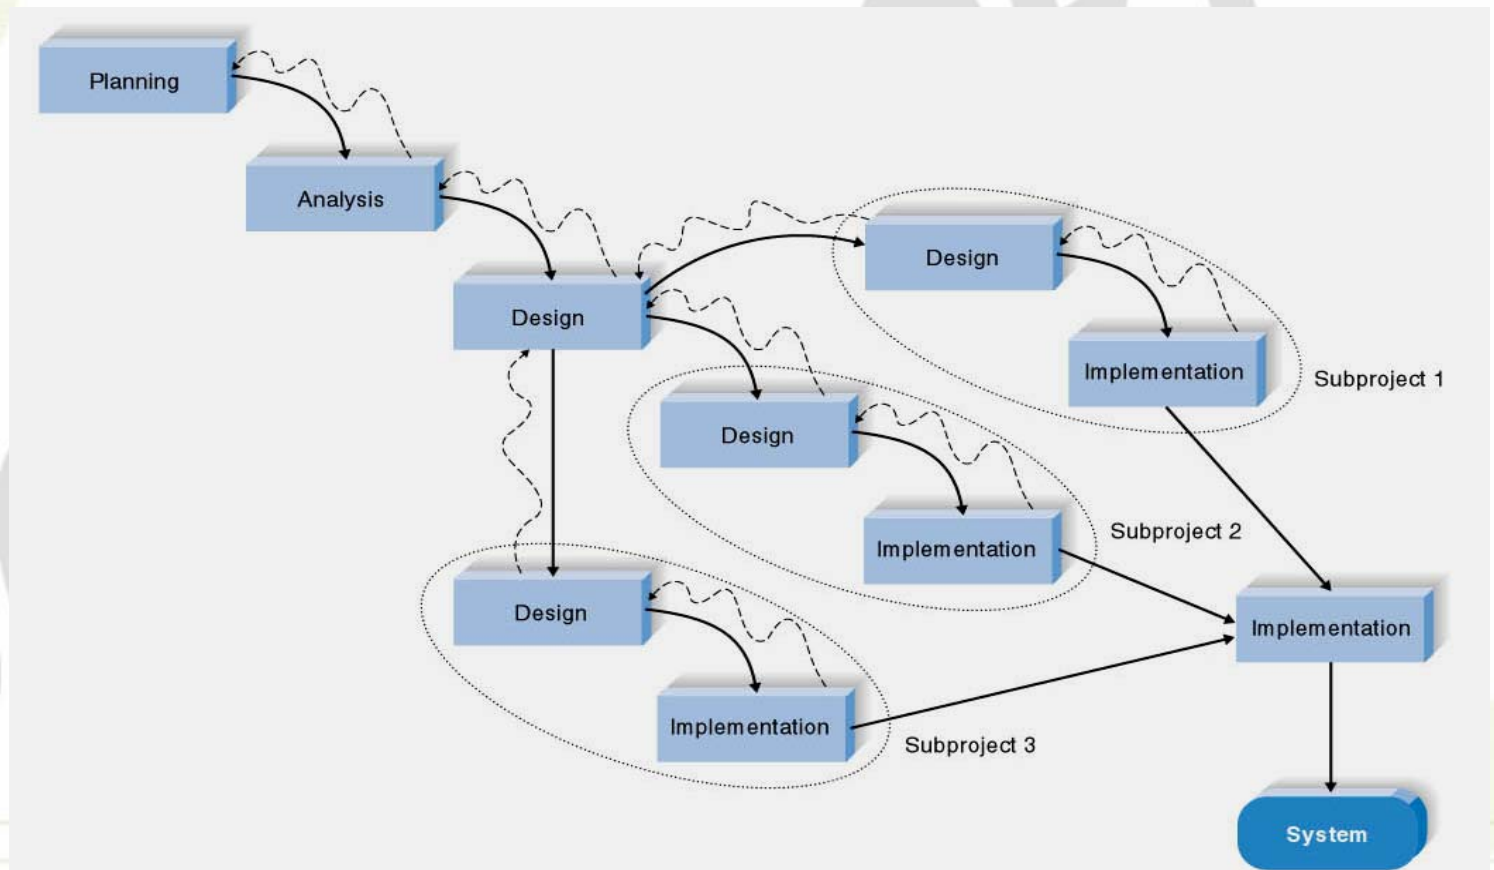 Planning
Analysis
Design
Design
Implementation
Subproject 1
Design
Implementation
Subproject 2
Design
Implementation
Subproject 3
Implementation
System